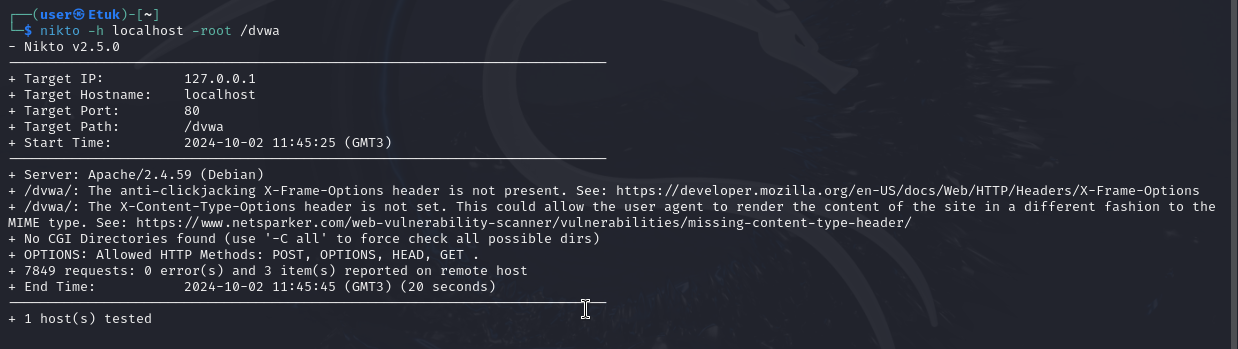 ┌──(user㉿Etuk)-[~]
└─$ nikto -h localhost -root /dvwa
- Nikto v2.5.0
+ Target IP:          127.0.0.1
+ Target Hostname:    localhost
+ Target Port:        80
+ Target Path:        /dvwa
+ Start Time:         2024-10-02 11:45:25 (GMT3)
+ Server: Apache/2.4.59 (Debian)
+ /dvwa/: The anti-clickjacking X-Frame-Options header is not present. See: https://developer.mozilla.org/en-US/docs/Web/HTTP/Headers/X-Frame-Options
+ /dvwa/: The X-Content-Type-Options header is not set. This could allow the user agent to render the content of the site in a different fashion to the
MIME type. See: https://www.netsparker.com/web-vulnerability-scanner/vulnerabilities/missing-content-type-header/
+ No CGI Directories found (use '-C all' to force check all possible dirs)
+ OPTIONS: Allowed HTTP Methods: POST, OPTIONS, HEAD, GET .
+ 7849 requests: 0 error(s) and 3 item(s) reported on remote host
+ End Time:           2024-10-02 11:45:45 (GMT3) (20 seconds)
+ 1 host(s) tested